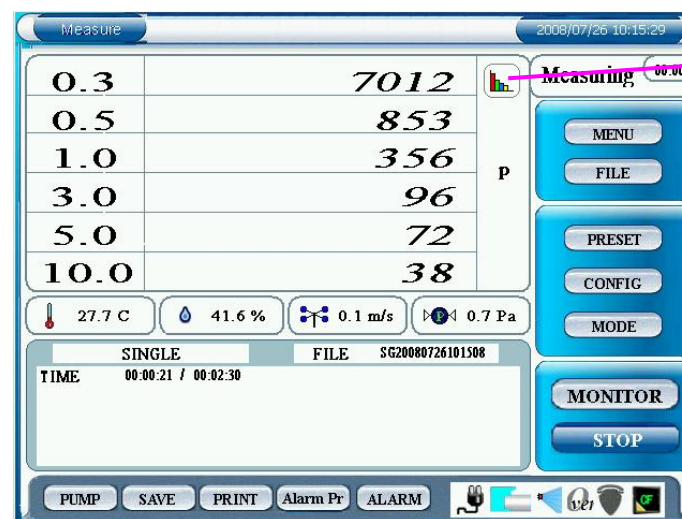 Measure 2008/07/26 10:15:29
0.3 7012 Measuring
0.5 853
1.0 356 P
3.0 96
5.0 72
10.0 38
MENU
FILE
PRESET
CONFIG
MODE
27.7 C 41.6 % 0.1 m/s P 0.7 Pa
SINGLE FILE SG20080726101508
TIME 00:00:21 / 00:02:30
MONITOR
STOP
PUMP SAVE PRINT Alarm Pr ALARM Over CF